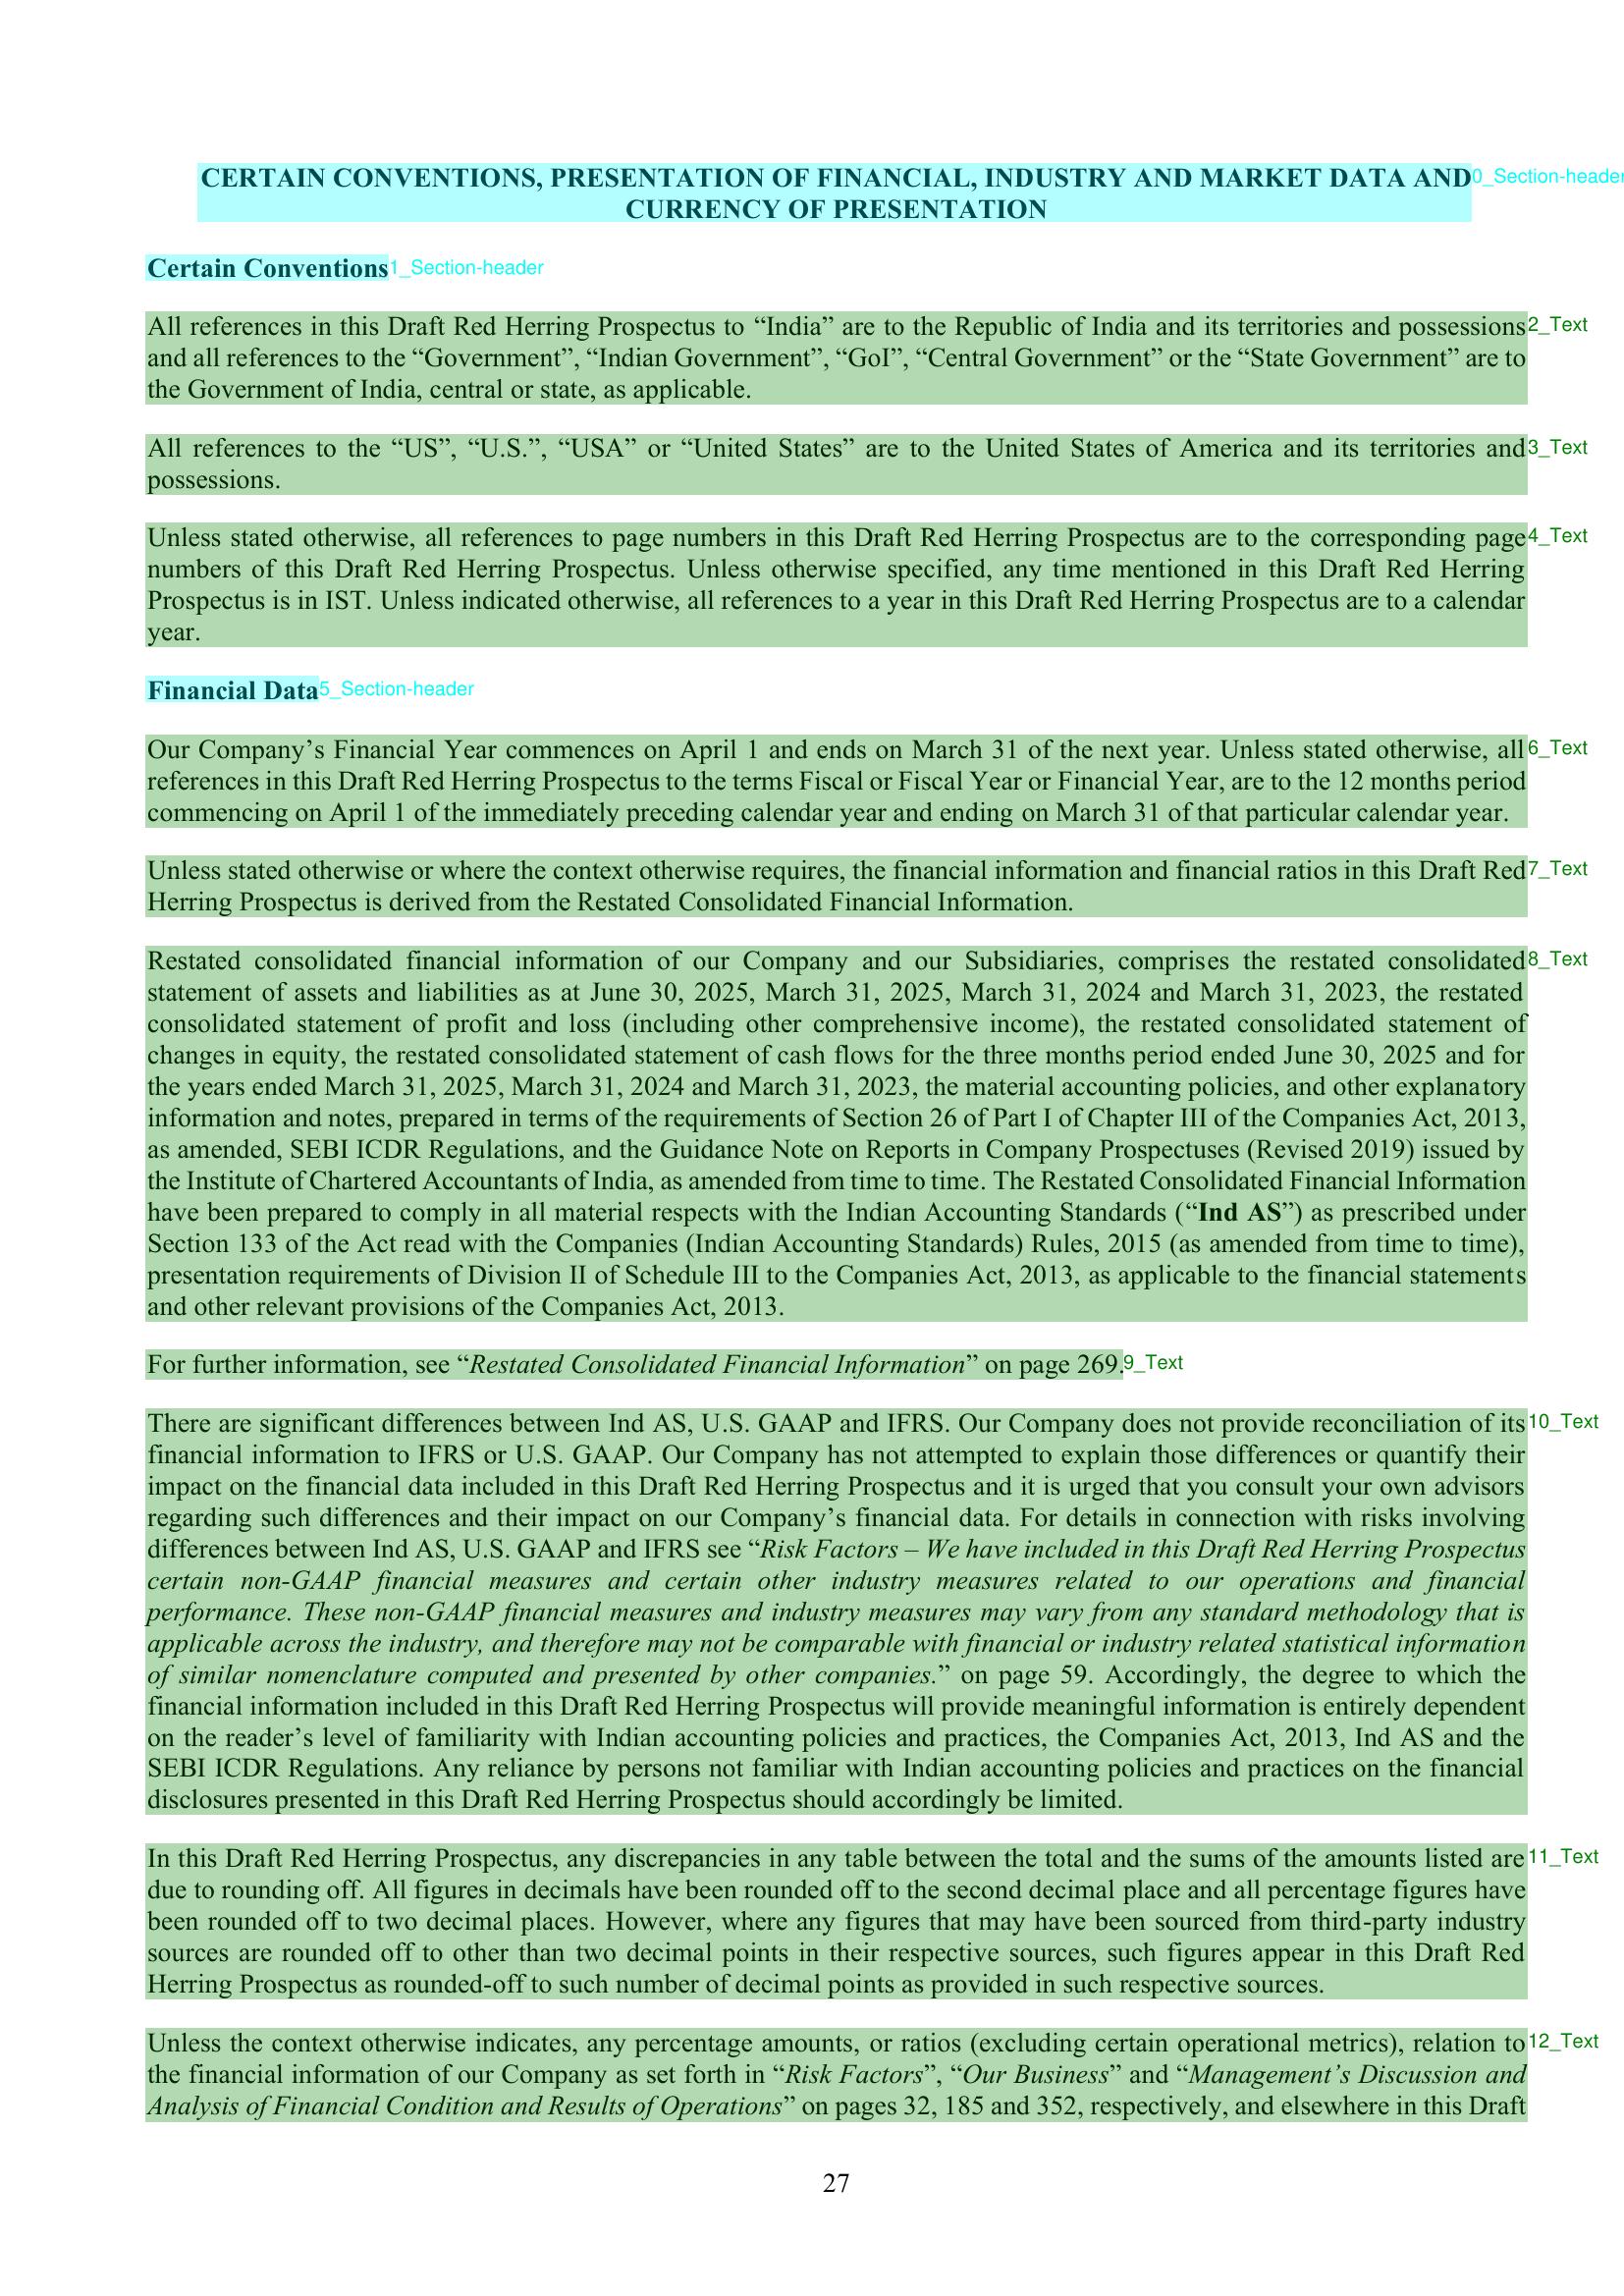 CERTAIN CONVENTIONS, PRESENTATION OF FINANCIAL, INDUSTRY AND MARKET DATA AND 0_Section-header
CURRENCY OF PRESENTATION
Certain Conventions 1_Section-header
All references in this Draft Red Herring Prospectus to “India” are to the Republic of India and its territories and possessions 2_Text
and all references to the “Government”, “Indian Government”, “GoI”, “Central Government” or the “State Government” are to
the Government of India, central or state, as applicable.
All references to the “US”, “U.S.”, “USA” or “United States” are to the United States of America and its territories and 3_Text
possessions.
Unless stated otherwise, all references to page numbers in this Draft Red Herring Prospectus are to the corresponding page 4_Text
numbers of this Draft Red Herring Prospectus. Unless otherwise specified, any time mentioned in this Draft Red Herring
Prospectus is in IST. Unless indicated otherwise, all references to a year in this Draft Red Herring Prospectus are to a calendar
year.
Financial Data 5_Section-header
Our Company’s Financial Year commences on April 1 and ends on March 31 of the next year. Unless stated otherwise, all 6_Text
references in this Draft Red Herring Prospectus to the terms Fiscal or Fiscal Year or Financial Year, are to the 12 months period
commencing on April 1 of the immediately preceding calendar year and ending on March 31 of that particular calendar year.
Unless stated otherwise or where the context otherwise requires, the financial information and financial ratios in this Draft Red 7_Text
Herring Prospectus is derived from the Restated Consolidated Financial Information.
Restated consolidated financial information of our Company and our Subsidiaries, comprises the restated consolidated 8_Text
statement of assets and liabilities as at June 30, 2025, March 31, 2025, March 31, 2024 and March 31, 2023, the restated
consolidated statement of profit and loss (including other comprehensive income), the restated consolidated statement of
changes in equity, the restated consolidated statement of cash flows for the three months period ended June 30, 2025 and for
the years ended March 31, 2025, March 31, 2024 and March 31, 2023, the material accounting policies, and other explanatory
information and notes, prepared in terms of the requirements of Section 26 of Part I of Chapter III of the Companies Act, 2013,
as amended, SEBI ICDR Regulations, and the Guidance Note on Reports in Company Prospectuses (Revised 2019) issued by
the Institute of Chartered Accountants of India, as amended from time to time. The Restated Consolidated Financial Information
have been prepared to comply in all material respects with the Indian Accounting Standards (“Ind AS”) as prescribed under
Section 133 of the Act read with the Companies (Indian Accounting Standards) Rules, 2015 (as amended from time to time),
presentation requirements of Division II of Schedule III to the Companies Act, 2013, as applicable to the financial statements
and other relevant provisions of the Companies Act, 2013.
For further information, see “Restated Consolidated Financial Information” on page 269. 9_Text
There are significant differences between Ind AS, U.S. GAAP and IFRS. Our Company does not provide reconciliation of its 10_Text
financial information to IFRS or U.S. GAAP. Our Company has not attempted to explain those differences or quantify their
impact on the financial data included in this Draft Red Herring Prospectus and it is urged that you consult your own advisors
regarding such differences and their impact on our Company’s financial data. For details in connection with risks involving
differences between Ind AS, U.S. GAAP and IFRS see “Risk Factors – We have included in this Draft Red Herring Prospectus
certain non-GAAP financial measures and certain other industry measures related to our operations and financial
performance. These non-GAAP financial measures and industry measures may vary from any standard methodology that is
applicable across the industry, and therefore may not be comparable with financial or industry related statistical information
of similar nomenclature computed and presented by other companies.” on page 59. Accordingly, the degree to which the
financial information included in this Draft Red Herring Prospectus will provide meaningful information is entirely dependent
on the reader’s level of familiarity with Indian accounting policies and practices, the Companies Act, 2013, Ind AS and the
SEBI ICDR Regulations. Any reliance by persons not familiar with Indian accounting policies and practices on the financial
disclosures presented in this Draft Red Herring Prospectus should accordingly be limited.
In this Draft Red Herring Prospectus, any discrepancies in any table between the total and the sums of the amounts listed are 11_Text
due to rounding off. All figures in decimals have been rounded off to the second decimal place and all percentage figures have
been rounded off to two decimal places. However, where any figures that may have been sourced from third-party industry
sources are rounded off to other than two decimal points in their respective sources, such figures appear in this Draft Red
Herring Prospectus as rounded-off to such number of decimal points as provided in such respective sources.
Unless the context otherwise indicates, any percentage amounts, or ratios (excluding certain operational metrics), relation to 12_Text
the financial information of our Company as set forth in “Risk Factors”, “Our Business” and “Management’s Discussion and
Analysis of Financial Condition and Results of Operations” on pages 32, 185 and 352, respectively, and elsewhere in this Draft
27